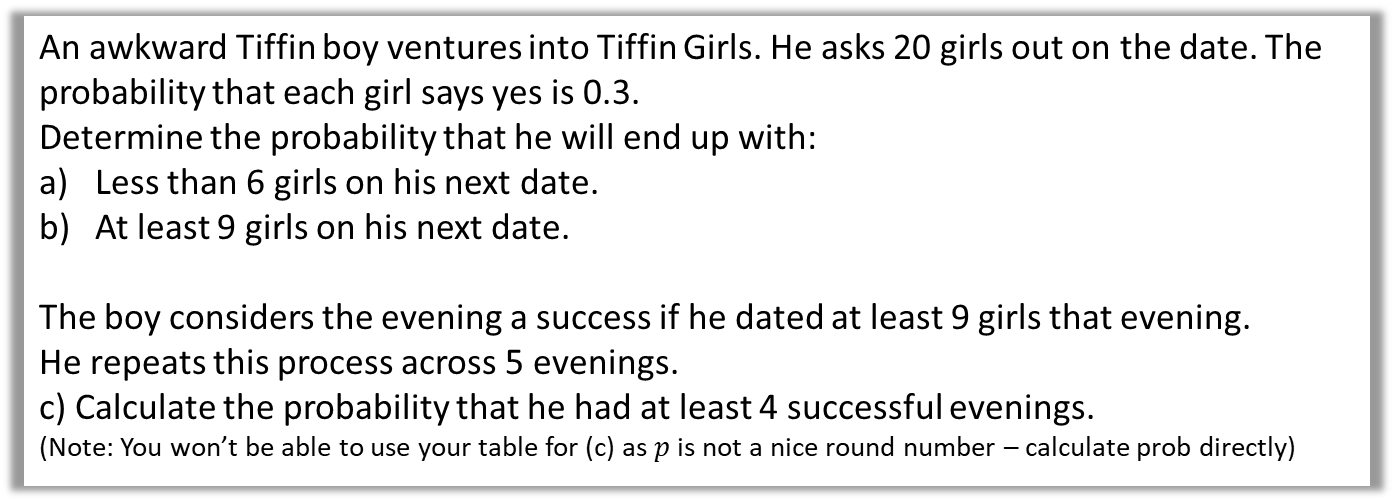 An awkward Tiffin boy ventures into Tiffin Girls. He asks 20 girls out on the date. The
probability that each girl says yes is 0.3.
Determine the probability that he will end up with:
a) Less than 6 girls on his next date.
b) At least 9 girls on his next date.
The boy considers the evening a success if he dated at least 9 girls that evening.
He repeats this process across 5 evenings.
c) Calculate the probability that he had at least 4 successful evenings.
(Note: You won’t be able to use your table for (c) as 𝑝 is not a nice round number – calculate prob directly)